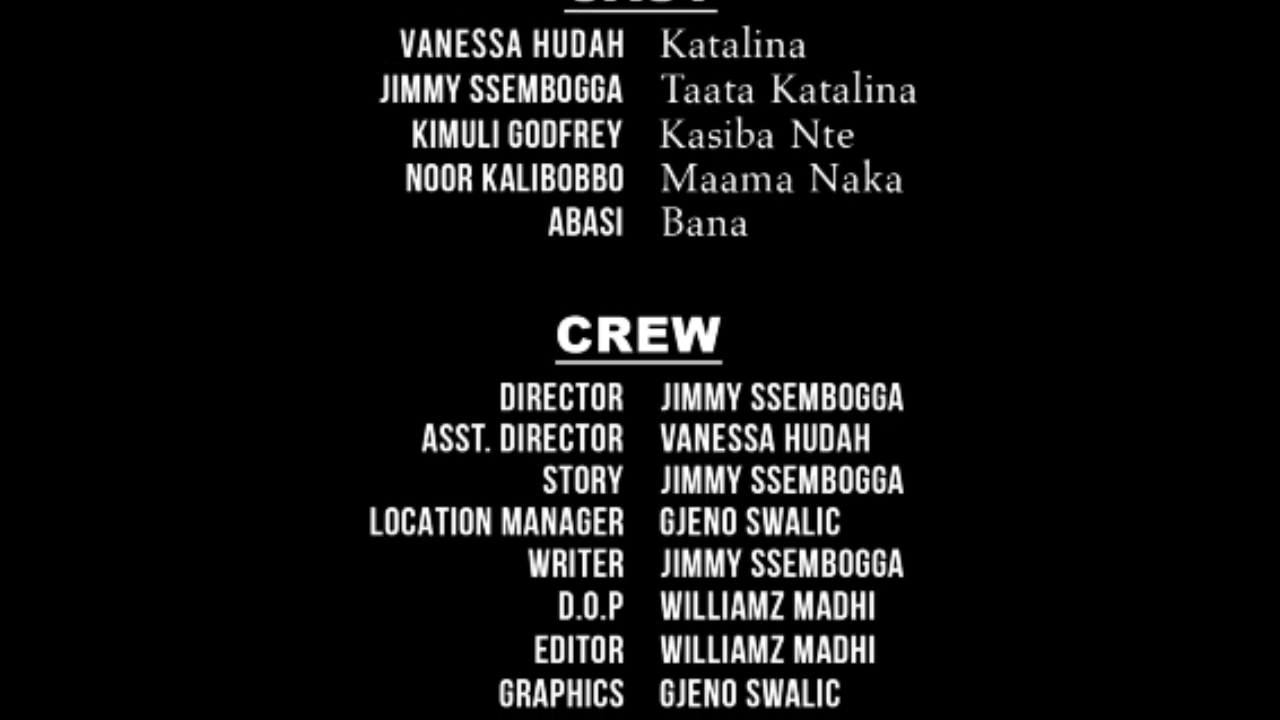 VANESSA HUDAH Katalina
JIMMY SSEMBOGGA Taata Katalina
KIMULI GODFREY Kasiba Nte
NOOR KALIBOBBO Maama Naka
ABASI Bana
CREW
DIRECTOR JIMMY SSEMBOGGA
ASST. DIRECTOR VANESSA HUDAH
STORY JIMMY SSEMBOGGA
LOCATION MANAGER GJENO SWALIC
WRITER JIMMY SSEMBOGGA
D.O.P WILLIAMZ MADHI
EDITOR WILLIAMZ MADHI
GRAPHICS GJENO SWALIC